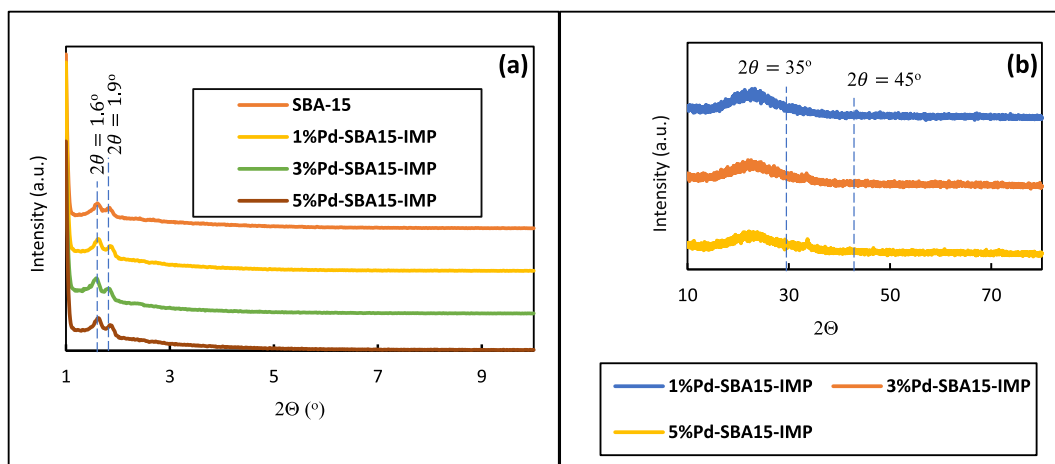 (a)
2θ = 1.6°
2θ = 1.9°
SBA-15
1%Pd-SBA15-IMP
3%Pd-SBA15-IMP
5%Pd-SBA15-IMP
Intensity (a.u.)
1 3 5 7 9
2Θ (°)
(b)
2θ = 35°
2θ = 45°
Intensity (a.u.)
10 30 50 70
2Θ
1%Pd-SBA15-IMP 3%Pd-SBA15-IMP
5%Pd-SBA15-IMP